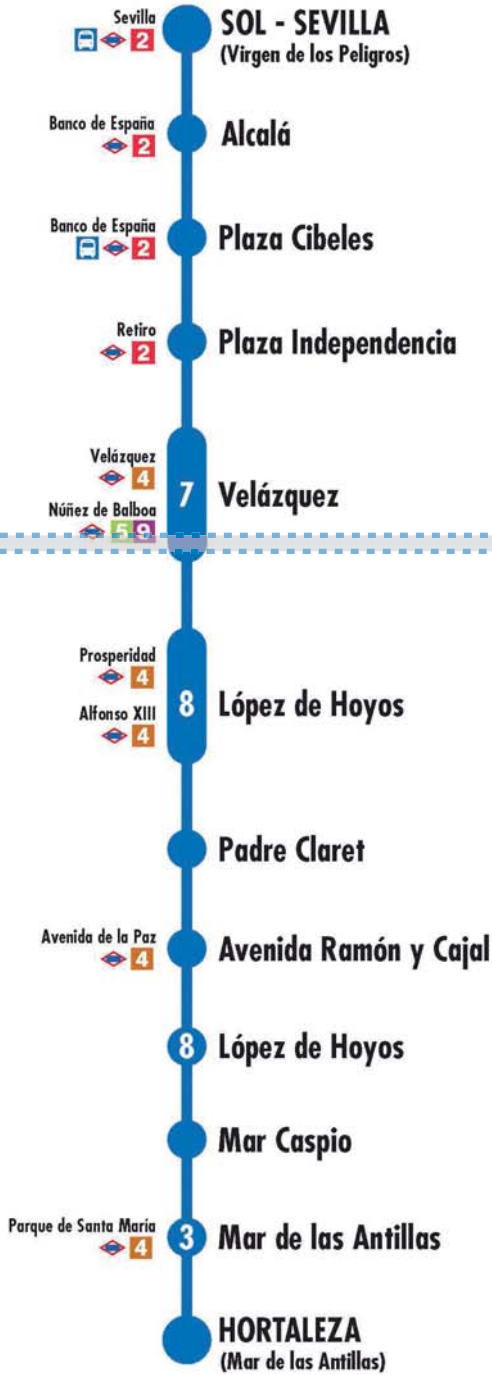 Sevilla
2
SOL - SEVILLA
(Virgen de los Peligros)
Banco de España
2
Alcalá
Banco de España
2
Plaza Cibeles
Retiro
2
Plaza Independencia
Velázquez
4
Núñez de Balboa
5 9
7
Velázquez
Prosperidad
4
Alfonso XIII
4
8
López de Hoyos
Padre Claret
Avenida de la Paz
4
Avenida Ramón y Cajal
8
López de Hoyos
Mar Caspio
Parque de Santa María
4
3
Mar de las Antillas
HORTALEZA
(Mar de las Antillas)